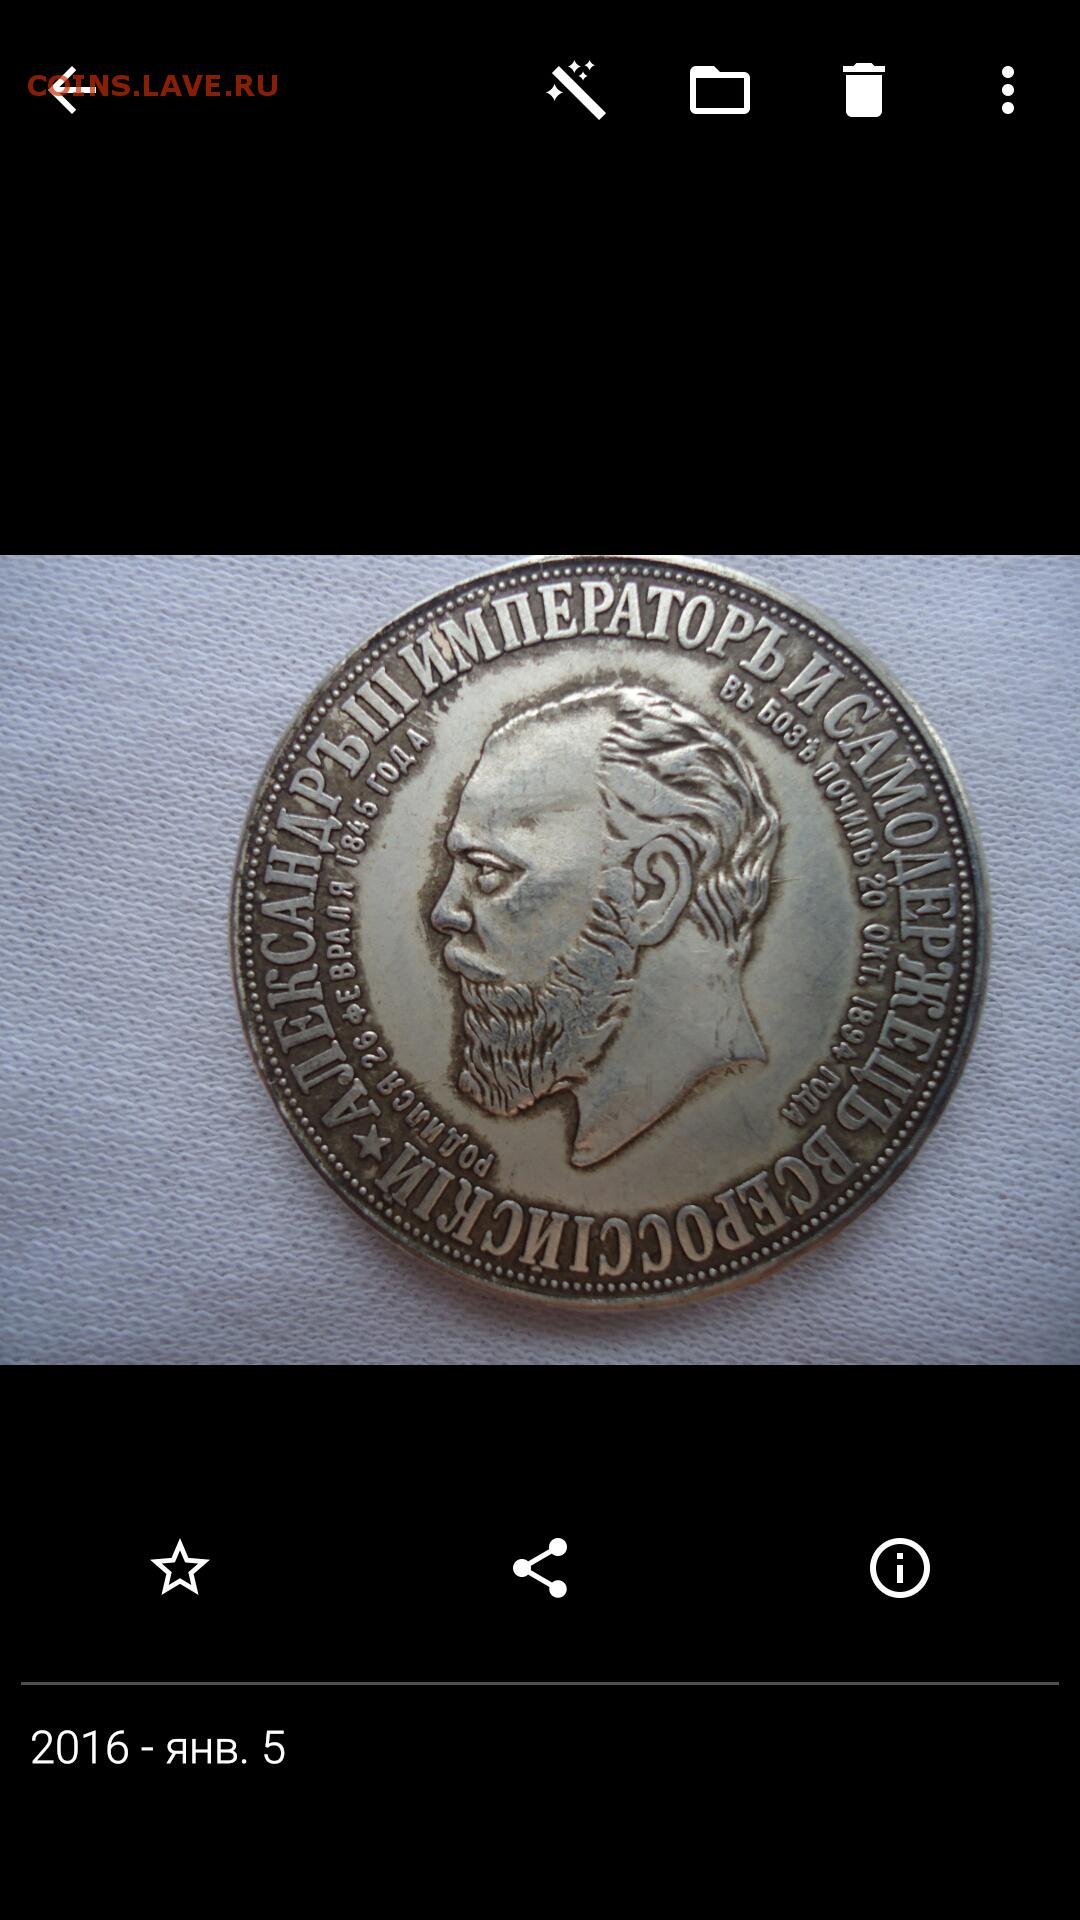 COINS.LAVE.RU
★ АЛЕКСАНДРЪ III ИМПЕРАТОРЪ И САМОДЕРЖЕЦЪ ВСЕРОССІЙСКІЙ
РОДИЛСЯ 26 ФЕВРАЛЯ 1845 ГОДА
ВЪ БОЗѢ ПОЧИЛЪ 20 ОКТ. 1894 ГОДА
АГ
2016 - янв. 5